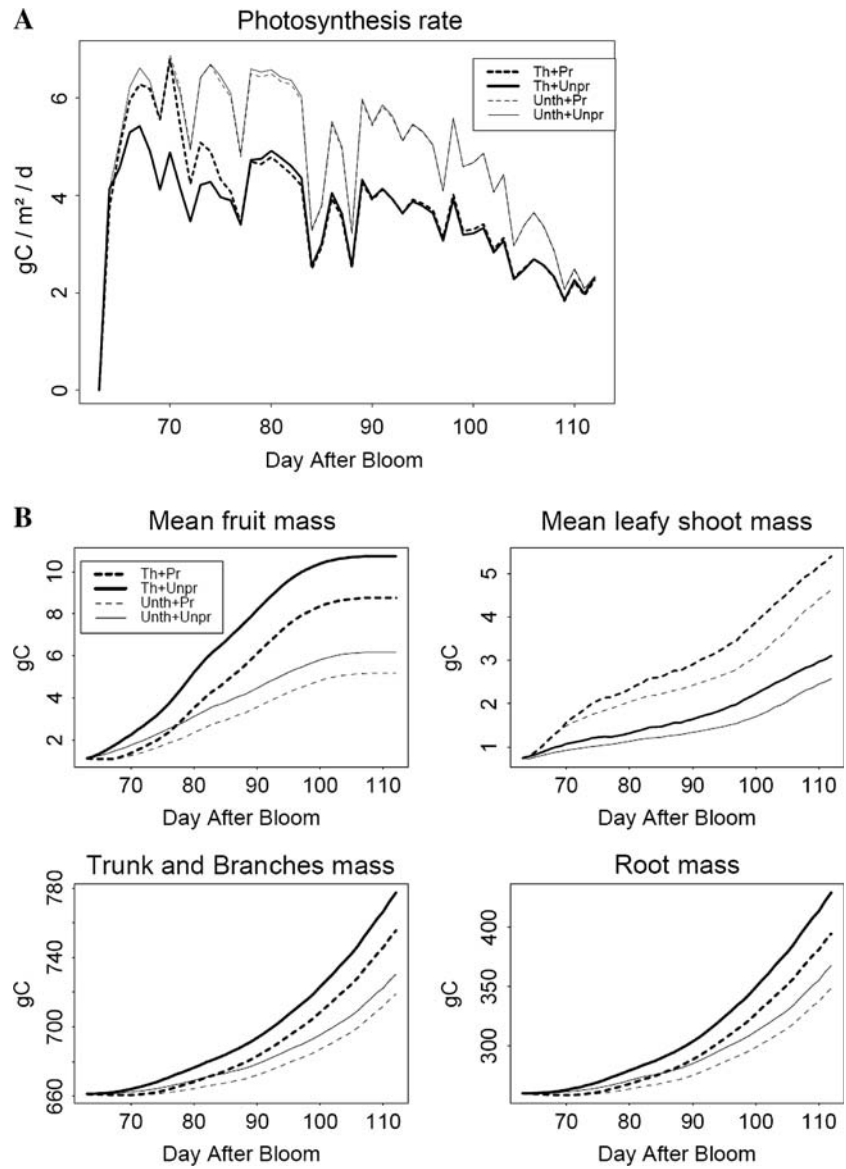 A
Photosynthesis rate
Th+Pr
Th+Unpr
Unth+Pr
Unth+Unpr
6
4
2
0
gC / m² / d
70 80 90 100 110
Day After Bloom
B
Mean fruit mass
Th+Pr
Th+Unpr
Unth+Pr
Unth+Unpr
10
8
6
4
2
gC
70 80 90 100 110
Day After Bloom
Mean leafy shoot mass
5
4
3
2
1
gC
70 80 90 100 110
Day After Bloom
Trunk and Branches mass
780
740
700
660
gC
70 80 90 100 110
Day After Bloom
Root mass
400
350
300
gC
70 80 90 100 110
Day After Bloom